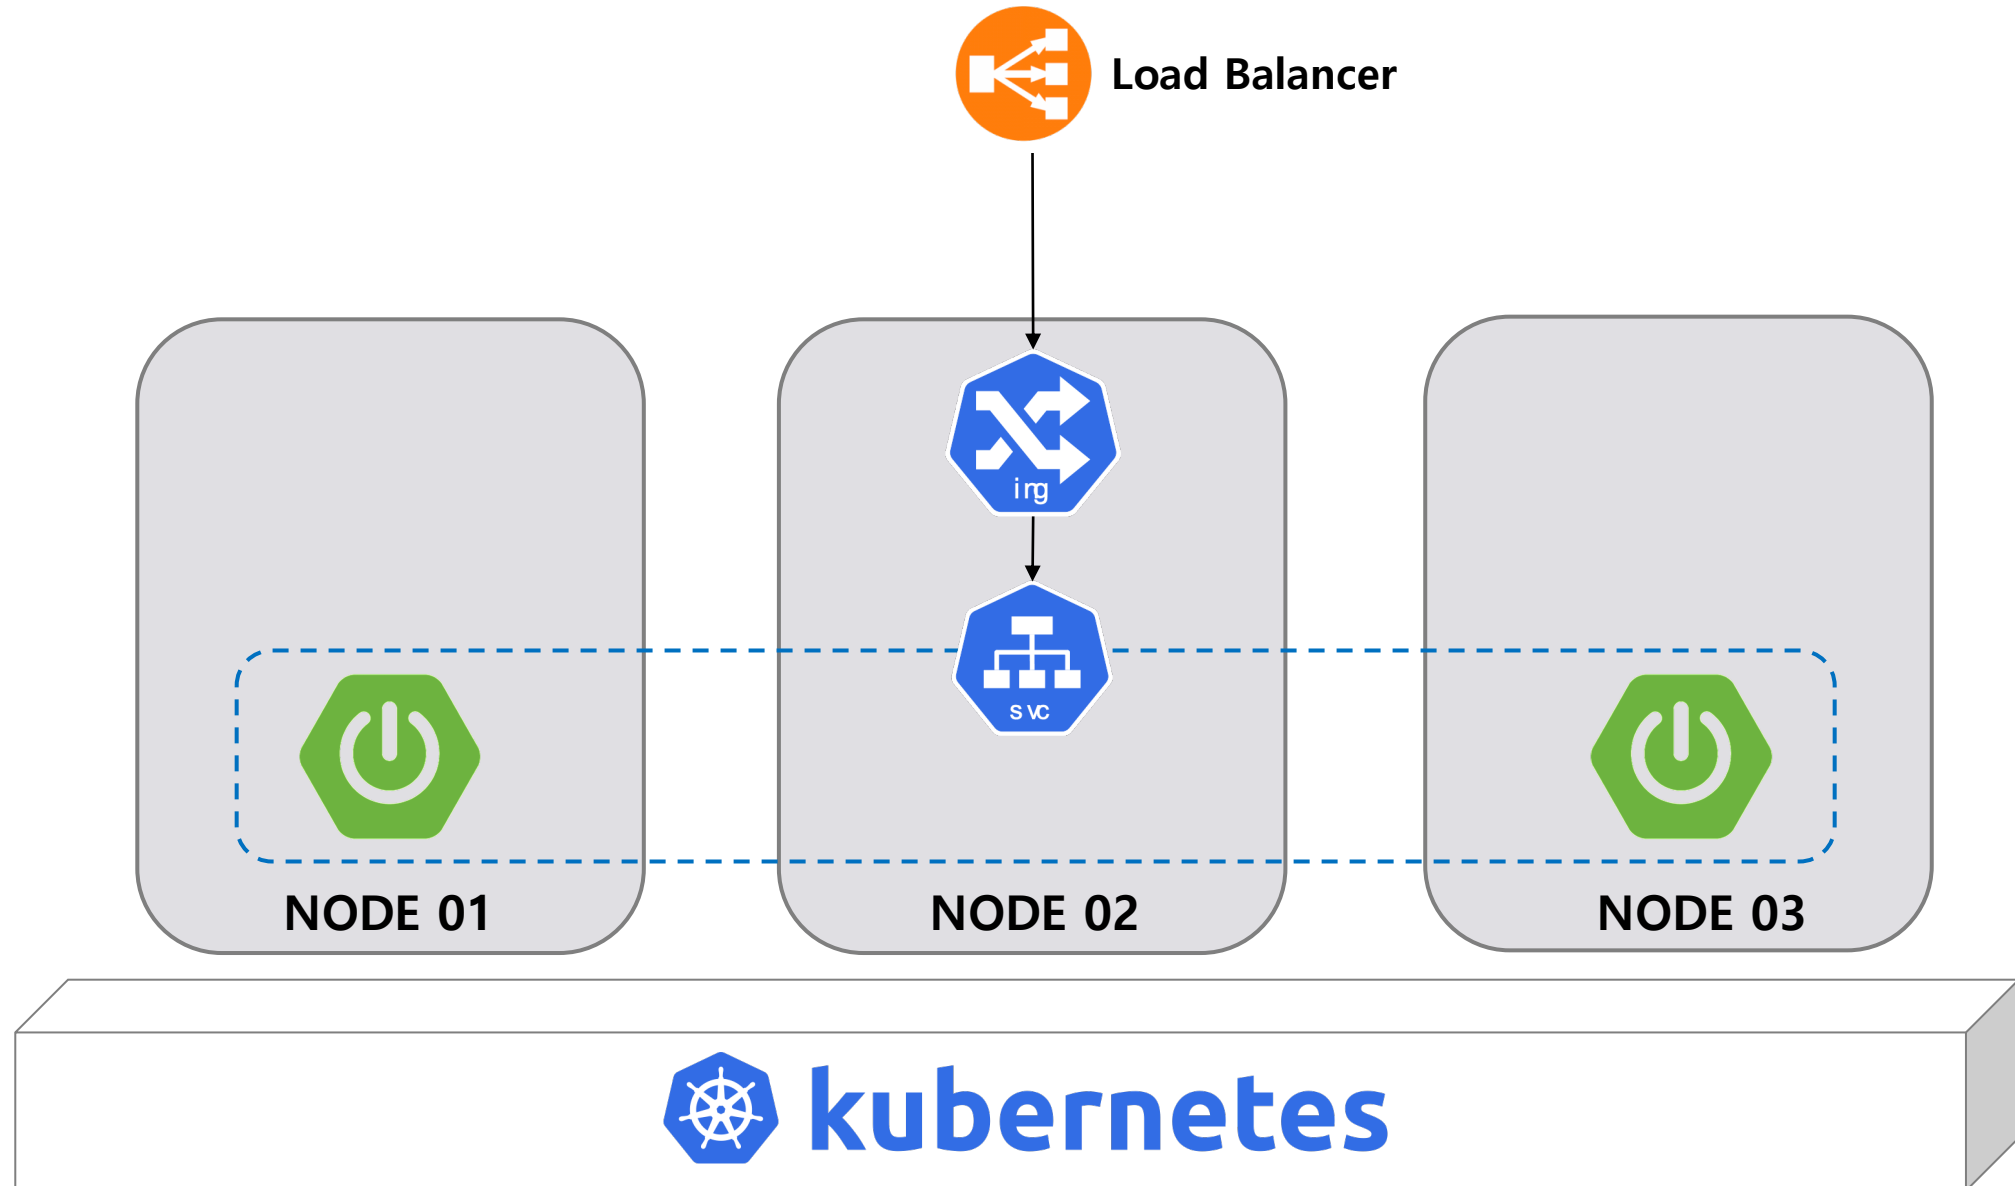 Load Balancer
ing
svc
NODE 01
NODE 02
NODE 03
kubernetes